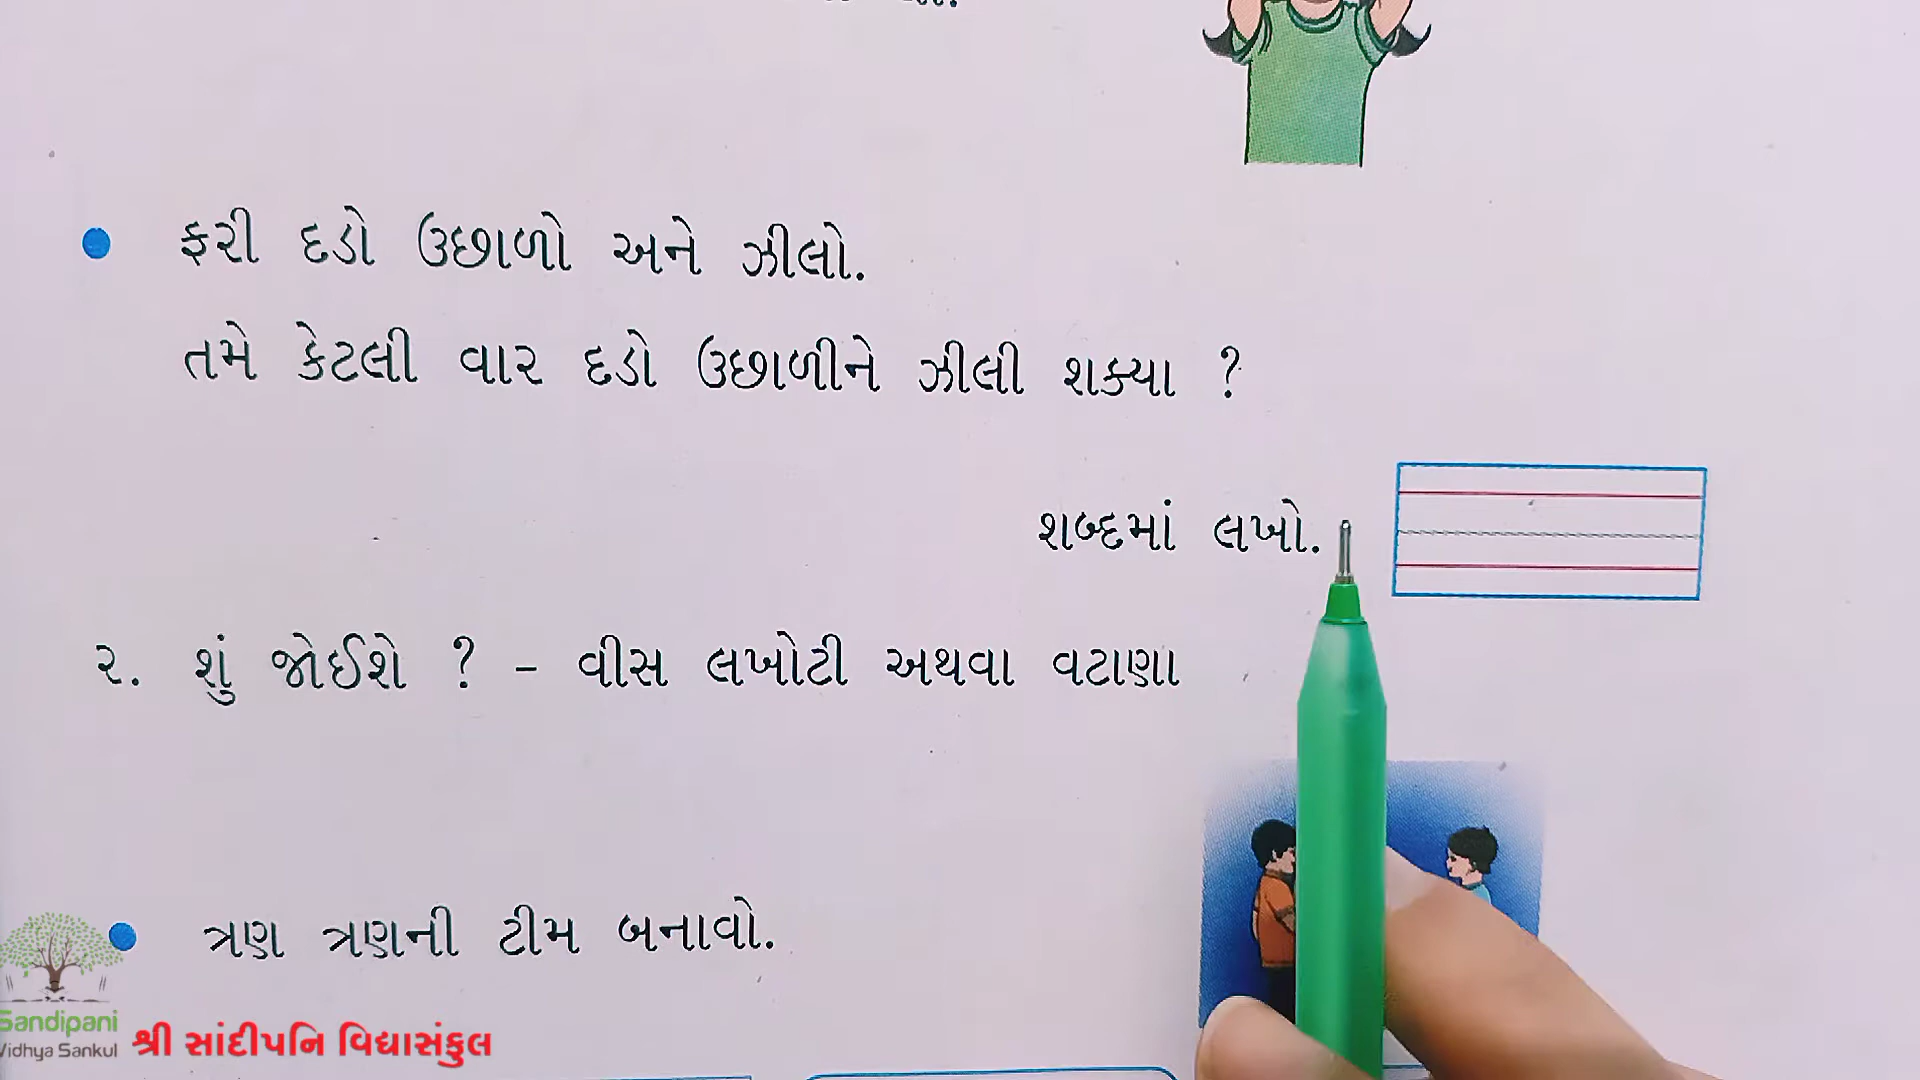 ફરી દડો ઉછાળો અને ઝીલો.
તમે કેટલી વાર દડો ઉછાળીને ઝીલી શક્યા ?
શબ્દમાં લખો.
૨. શું જોઈશે ? - વીસ લખોટી અથવા વટાણા
ત્રણ ત્રણની ટીમ બનાવો.
Sandipani
Vidhya Sankul
શ્રી સાંદીપનિ વિદ્યાસંકુલ